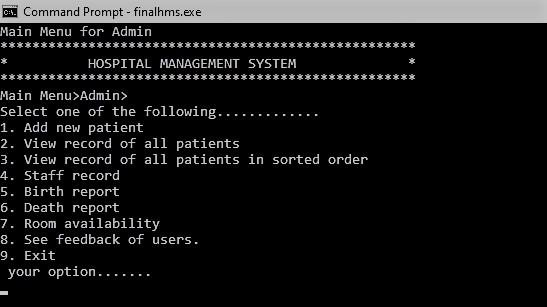 C:\. Command Prompt - finalhms.exe
Main Menu for Admin
****************************************************
* HOSPITAL MANAGEMENT SYSTEM *
****************************************************
Main Menu>Admin>
Select one of the following.............
1. Add new patient
2. View record of all patients
3. View record of all patients in sorted order
4. Staff record
5. Birth report
6. Death report
7. Room availability
8. See feedback of users.
9. Exit
your option.......